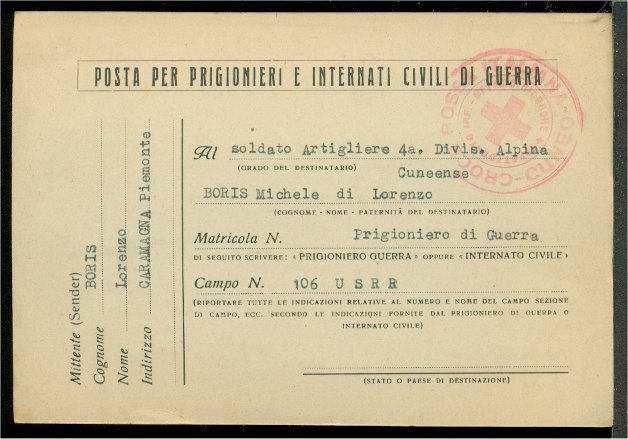 POSTA PER PRIGIONIERI E INTERNATI CIVILI DI GUERRA
CROCE ROSSA ITALIANA - CUNEO
Al soldato Artigliere 4a. Divis. Alpina
(GRADO DEL DESTINATARIO) Cuneense
BORIS Michele di Lorenzo
(COGNOME - NOME - PATERNITÀ DEL DESTINATARIO)
Matricola N. Prigioniero di Guerra
DI SEGUITO SCRIVERE: « PRIGIONIERO GUERRA » OPPURE « INTERNATO CIVILE »
Campo N. 106 U S R R
(RIPORTARE TUTTE LE INDICAZIONI RELATIVE AL NUMERO E NOME DEL CAMPO SEZIONE
DI CAMPO, ECC. SECONDO LE INDICAZIONI FORNITE DAL PRIGIONIERO DI GUERRA O
INTERNATO CIVILE)
(STATO O PAESE DI DESTINAZIONE)
Mittente (Sender)
Cognome BORIS
Nome Lorenzo
Indirizzo CARAMAGNA Piemonte